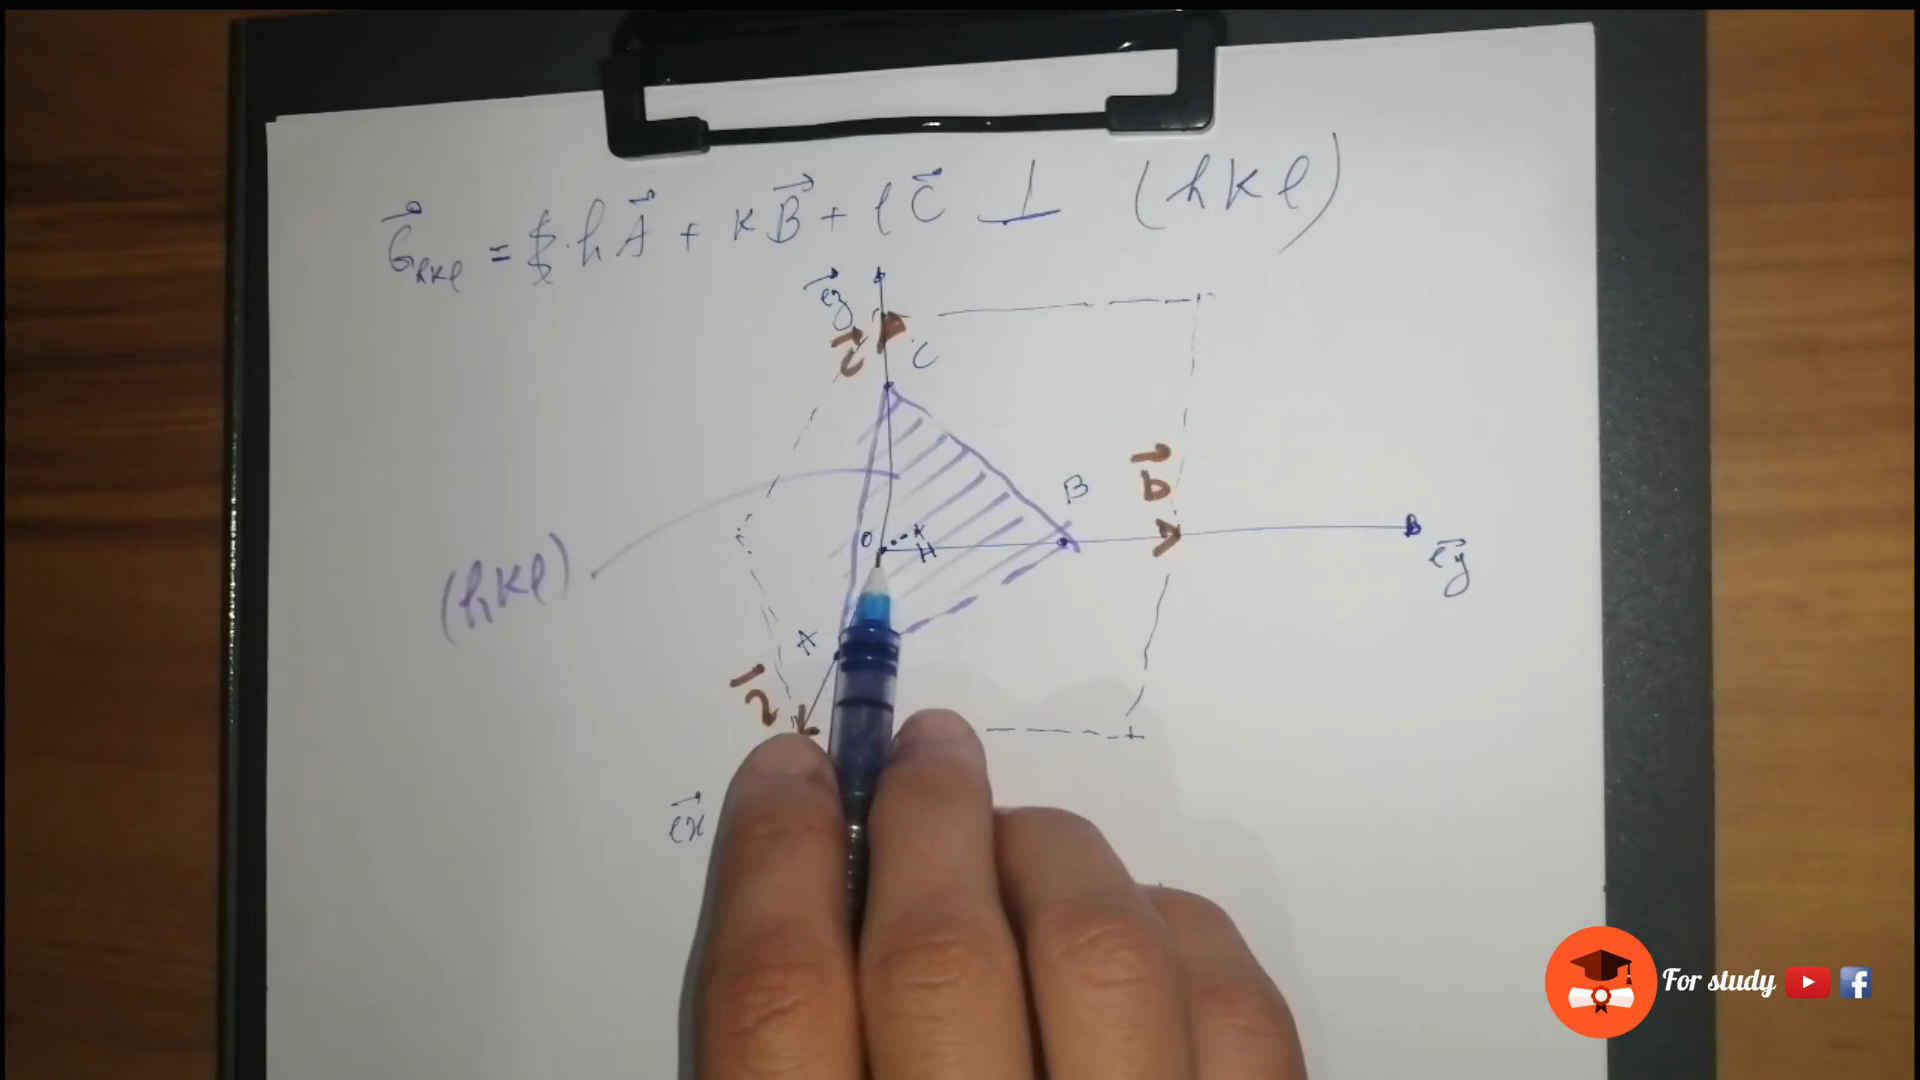 G⃗hkl = h A⃗ + k B⃗ + l C⃗ ⊥ (hkl)
e⃗z
c⃗
C
B
b⃗
O
H
e⃗y
(hkl)
A
a⃗
e⃗x
For study